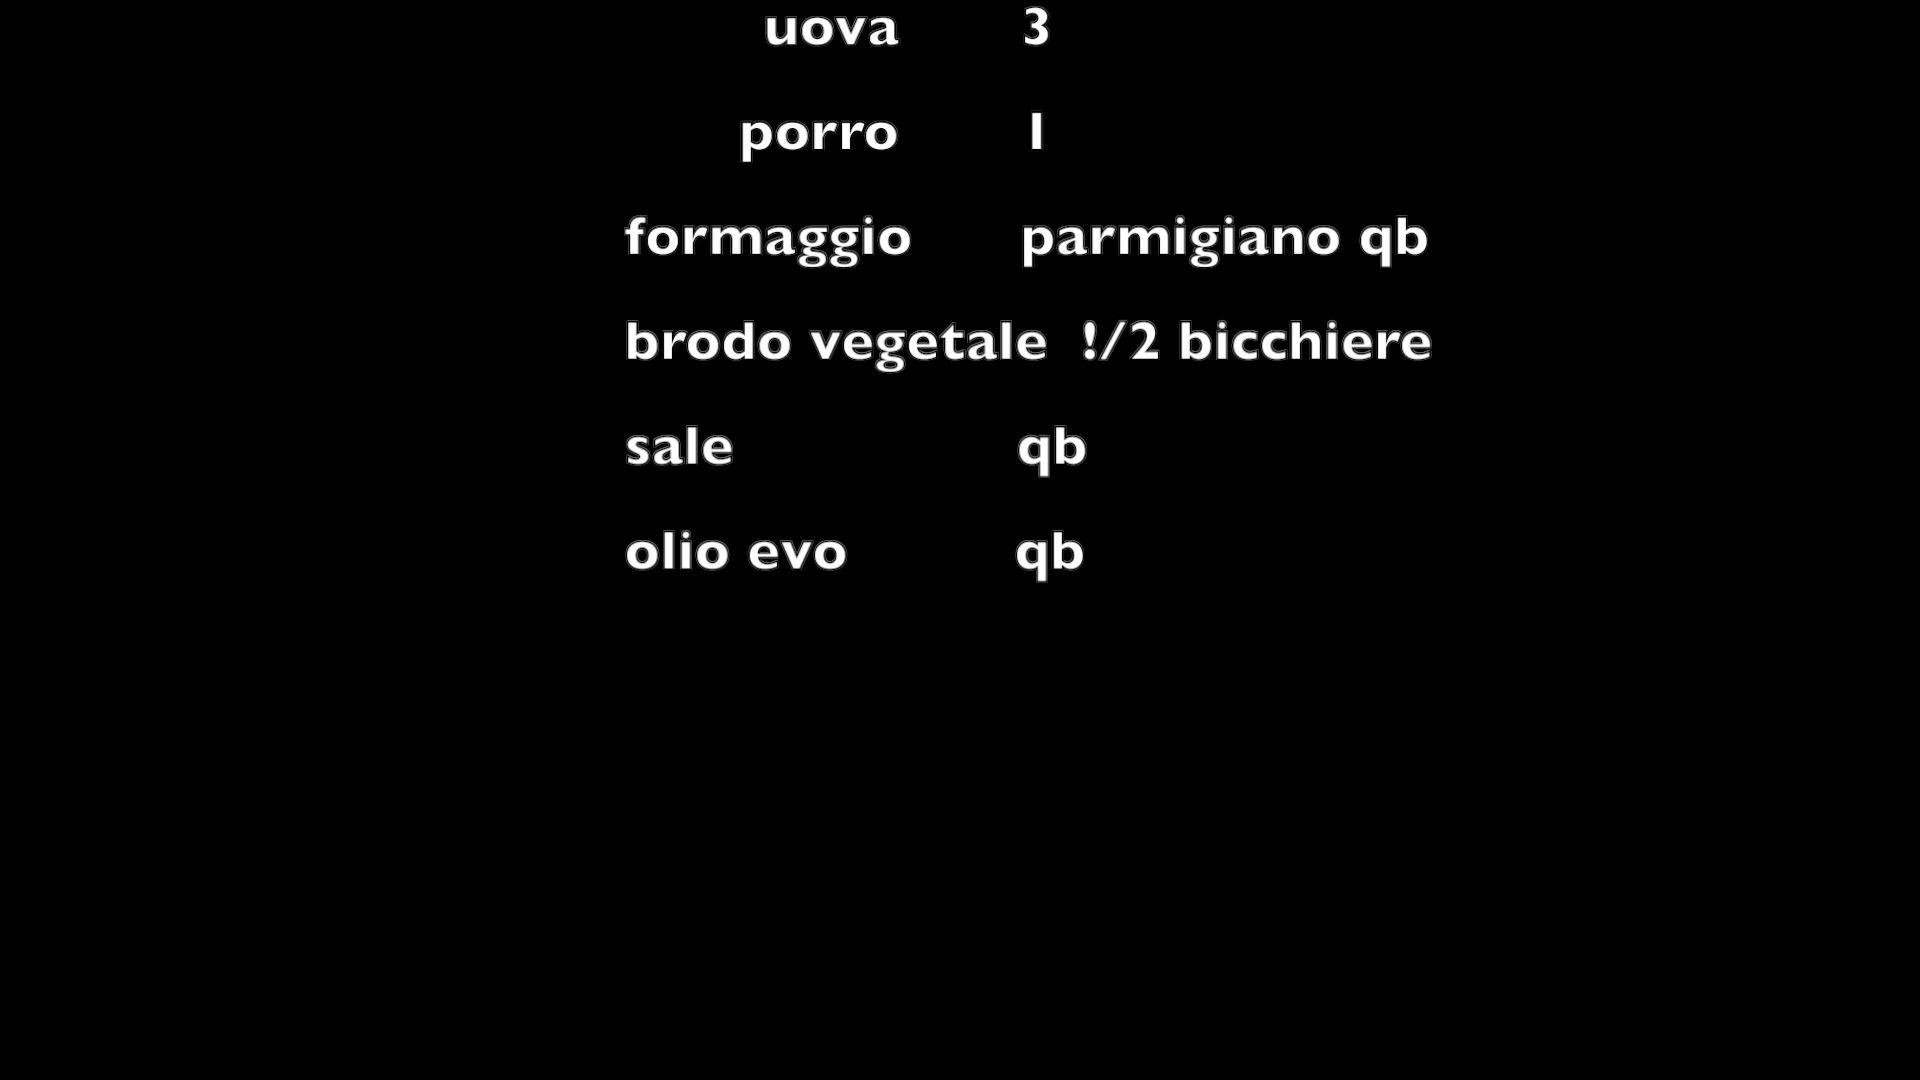 uova 3
porro 1
formaggio parmigiano qb
brodo vegetale !/2 bicchiere
sale qb
olio evo qb